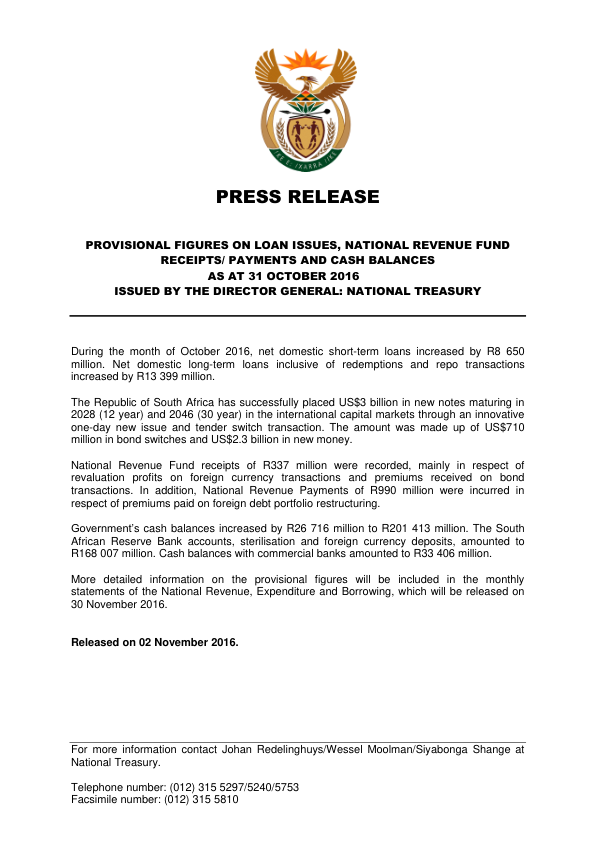 !KE E: /XARRA //KE
PRESS RELEASE
PROVISIONAL FIGURES ON LOAN ISSUES, NATIONAL REVENUE FUND
RECEIPTS/ PAYMENTS AND CASH BALANCES
AS AT 31 OCTOBER 2016
ISSUED BY THE DIRECTOR GENERAL: NATIONAL TREASURY
During the month of October 2016, net domestic short-term loans increased by R8 650
million. Net domestic long-term loans inclusive of redemptions and repo transactions
increased by R13 399 million.
The Republic of South Africa has successfully placed US$3 billion in new notes maturing in
2028 (12 year) and 2046 (30 year) in the international capital markets through an innovative
one-day new issue and tender switch transaction. The amount was made up of US$710
million in bond switches and US$2.3 billion in new money.
National Revenue Fund receipts of R337 million were recorded, mainly in respect of
revaluation profits on foreign currency transactions and premiums received on bond
transactions. In addition, National Revenue Payments of R990 million were incurred in
respect of premiums paid on foreign debt portfolio restructuring.
Government's cash balances increased by R26 716 million to R201 413 million. The South
African Reserve Bank accounts, sterilisation and foreign currency deposits, amounted to
R168 007 million. Cash balances with commercial banks amounted to R33 406 million.
More detailed information on the provisional figures will be included in the monthly
statements of the National Revenue, Expenditure and Borrowing, which will be released on
30 November 2016.
Released on 02 November 2016.
For more information contact Johan Redelinghuys/Wessel Moolman/Siyabonga Shange at
National Treasury.
Telephone number: (012) 315 5297/5240/5753
Facsimile number: (012) 315 5810